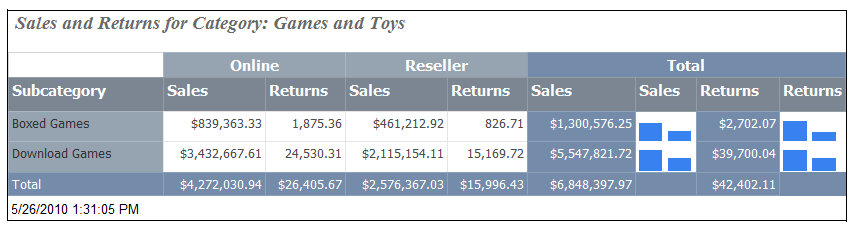 Sales and Returns for Category: Games and Toys
Online Reseller Total
Subcategory Sales Returns Sales Returns Sales Sales Returns Returns
Boxed Games $839,363.33 1,875.36 $461,212.92 826.71 $1,300,576.25 $2,702.07
Download Games $3,432,667.61 24,530.31 $2,115,154.11 15,169.72 $5,547,821.72 $39,700.04
Total $4,272,030.94 $26,405.67 $2,576,367.03 $15,996.43 $6,848,397.97 $42,402.11
5/26/2010 1:31:05 PM